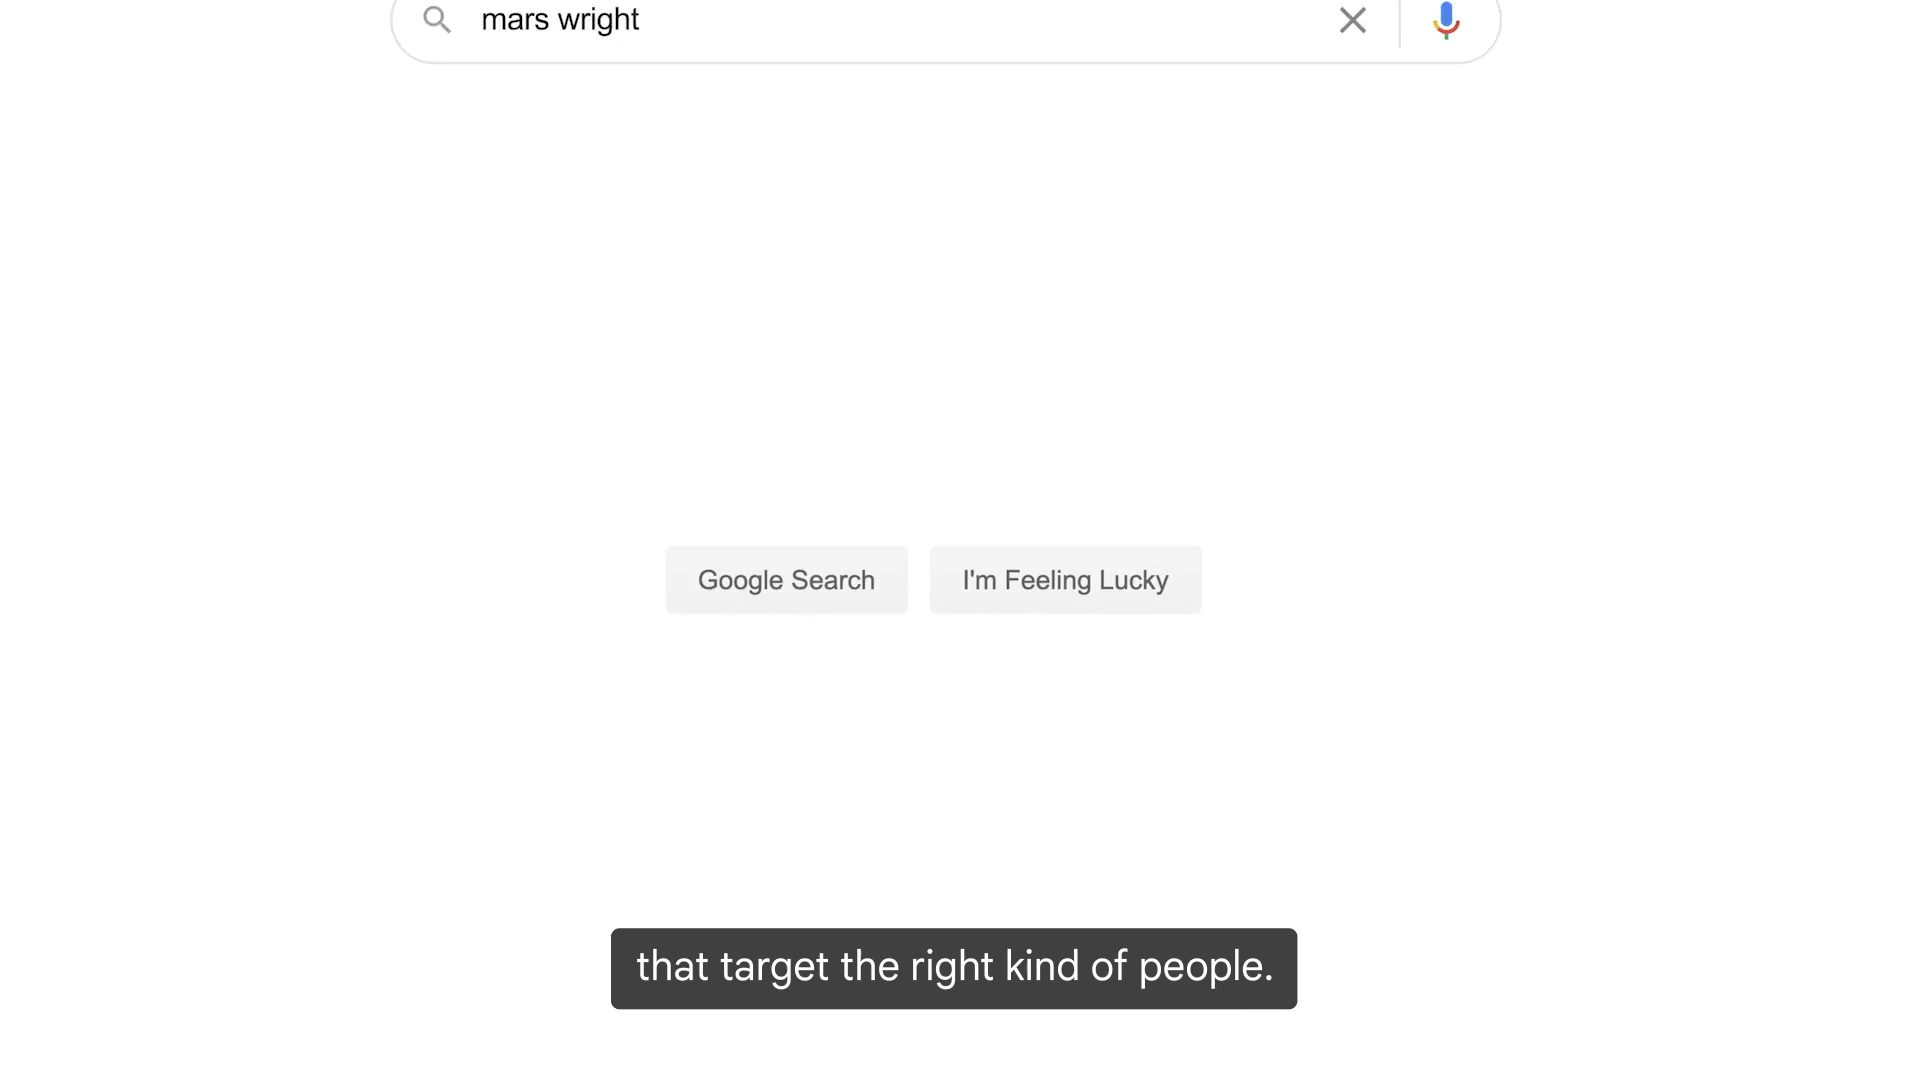 mars wright
Google Search
I'm Feeling Lucky
that target the right kind of people.